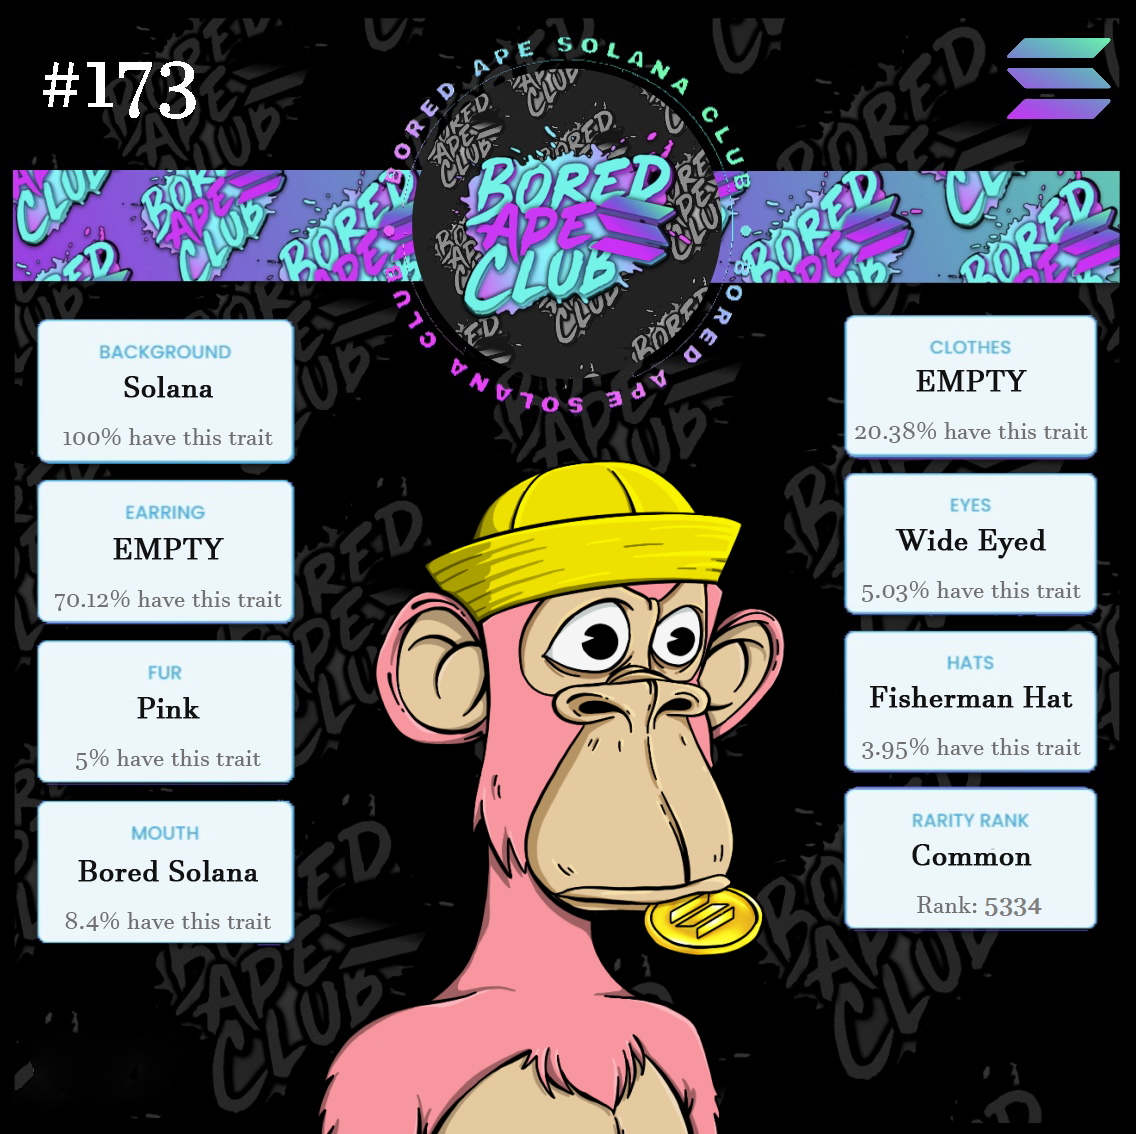 #173
BORED APE SOLANA CLUB
BORED APE SOLANA CLUB
BORED
APE
CLUB
BACKGROUND
Solana
100% have this trait
EARRING
EMPTY
70.12% have this trait
FUR
Pink
5% have this trait
MOUTH
Bored Solana
8.4% have this trait
CLOTHES
EMPTY
20.38% have this trait
EYES
Wide Eyed
5.03% have this trait
HATS
Fisherman Hat
3.95% have this trait
RARITY RANK
Common
Rank: 5334